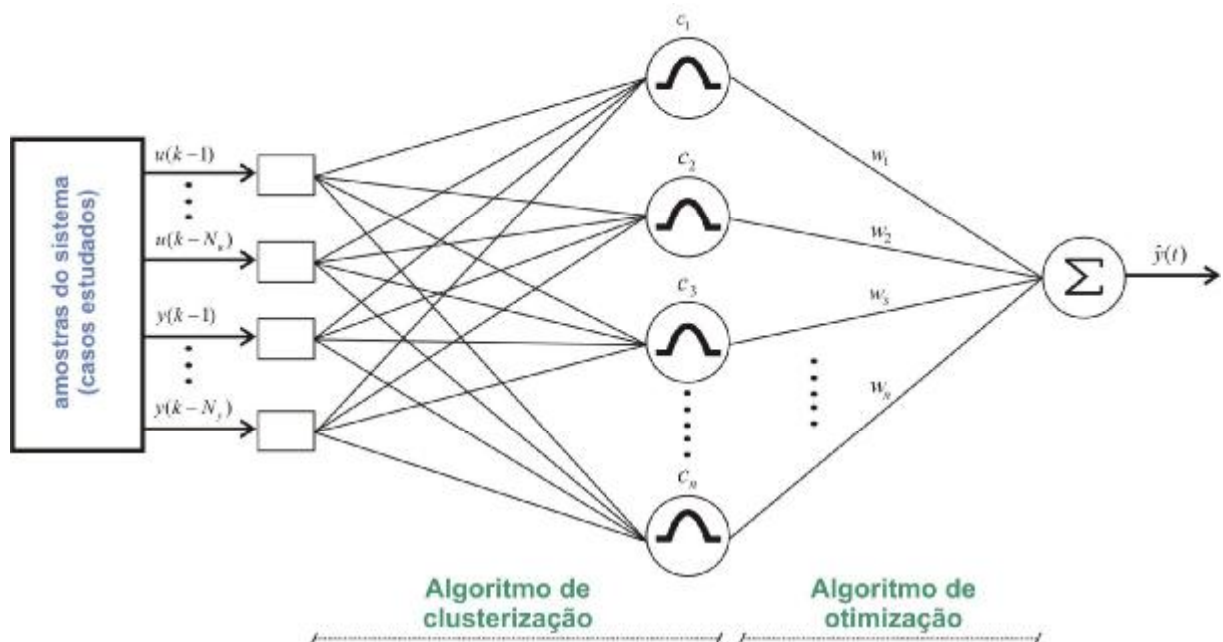 amostras do sistema
(casos estudados)
u(k−1)
u(k−N_u)
y(k−1)
y(k−N_y)
c_1
c_2
c_3
c_n
w_1
w_2
w_s
w_n
Σ
ŷ(t)
Algoritmo de
clusterização
Algoritmo de
otimização